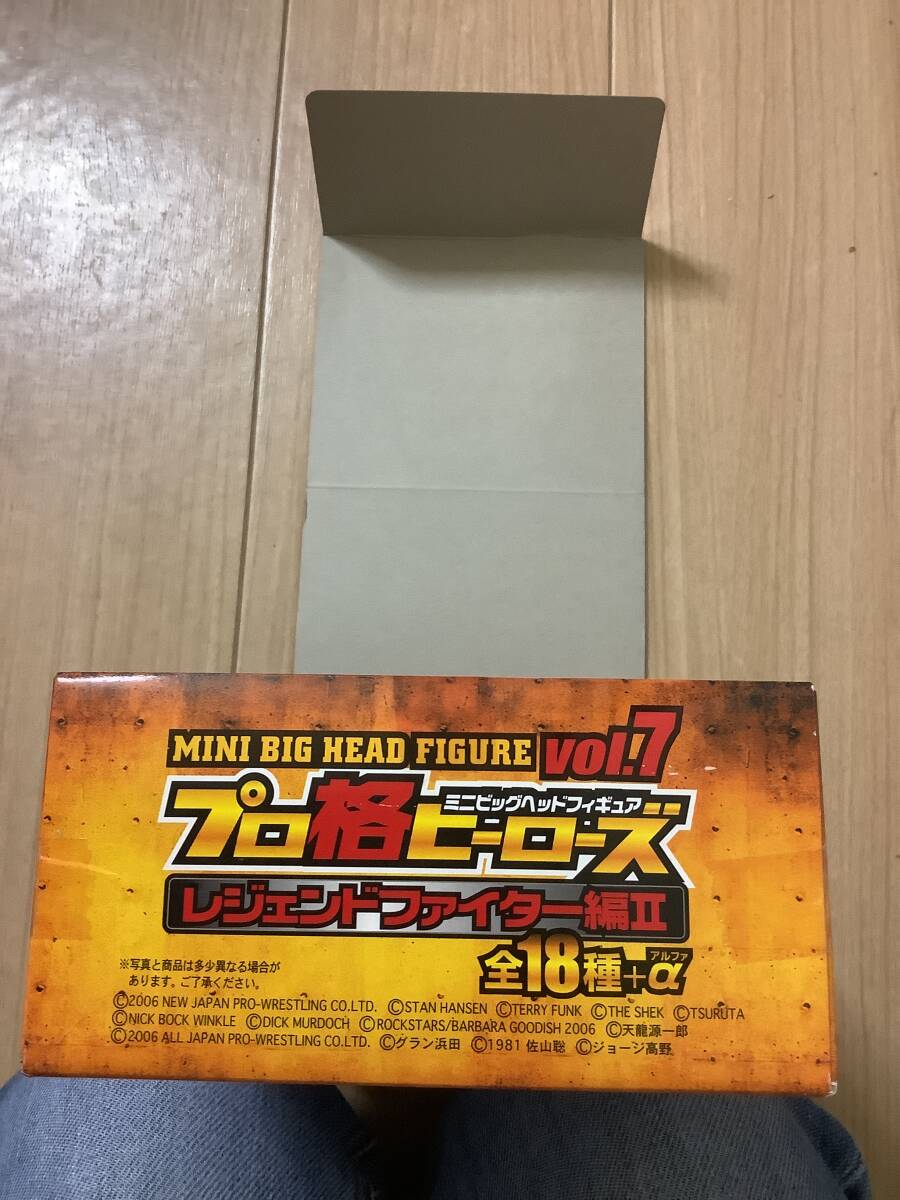 MINI BIG HEAD FIGURE vol.7
ミニビッグヘッドフィギュア
プロ格ヒーローズ
レジェンドファイター編II
アルファ
全18種+α
※写真と商品は多少異なる場合が
あります。ご了承ください。
©2006 NEW JAPAN PRO-WRESTLING CO.LTD. ©STAN HANSEN ©TERRY FUNK ©THE SHEK ©TSURUTA
©NICK BOCK WINKLE ©DICK MURDOCH ©ROCKSTARS/BARBARA GOODISH 2006 ©天龍源一郎
©2006 ALL JAPAN PRO-WRESTLING CO.LTD. ©グラン浜田 ©1981 佐山聡 ©ジョージ高野